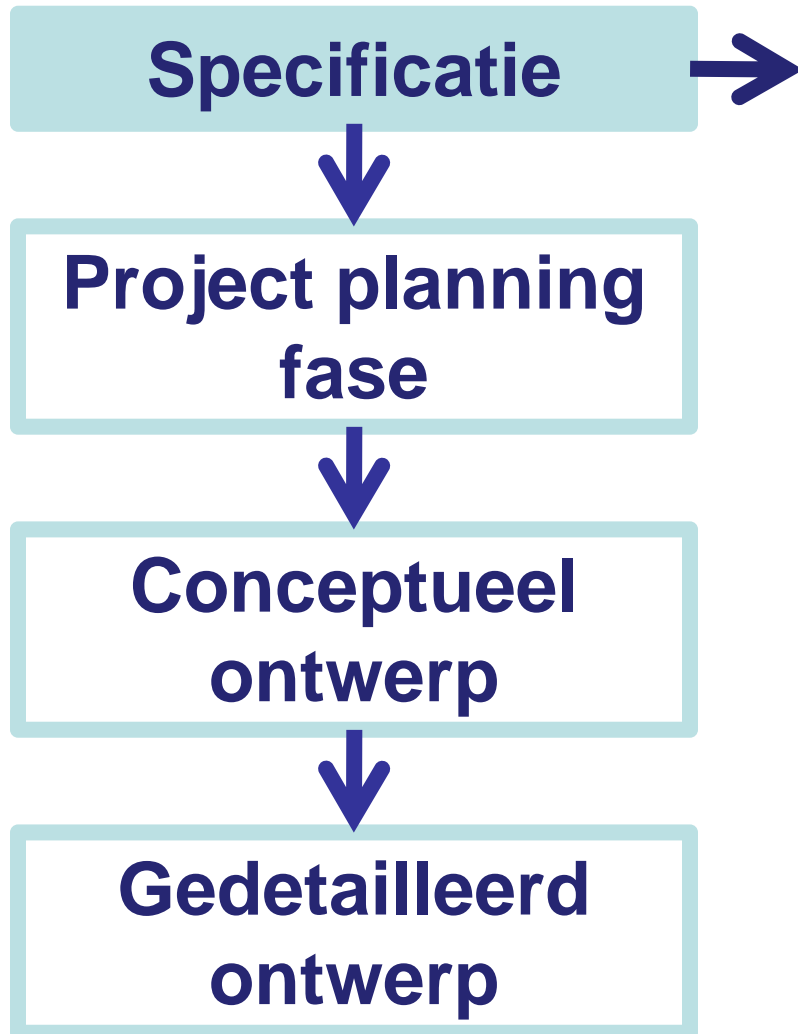 Specificatie
Project planning
fase
Conceptueel
ontwerp
Gedetailleerd
ontwerp